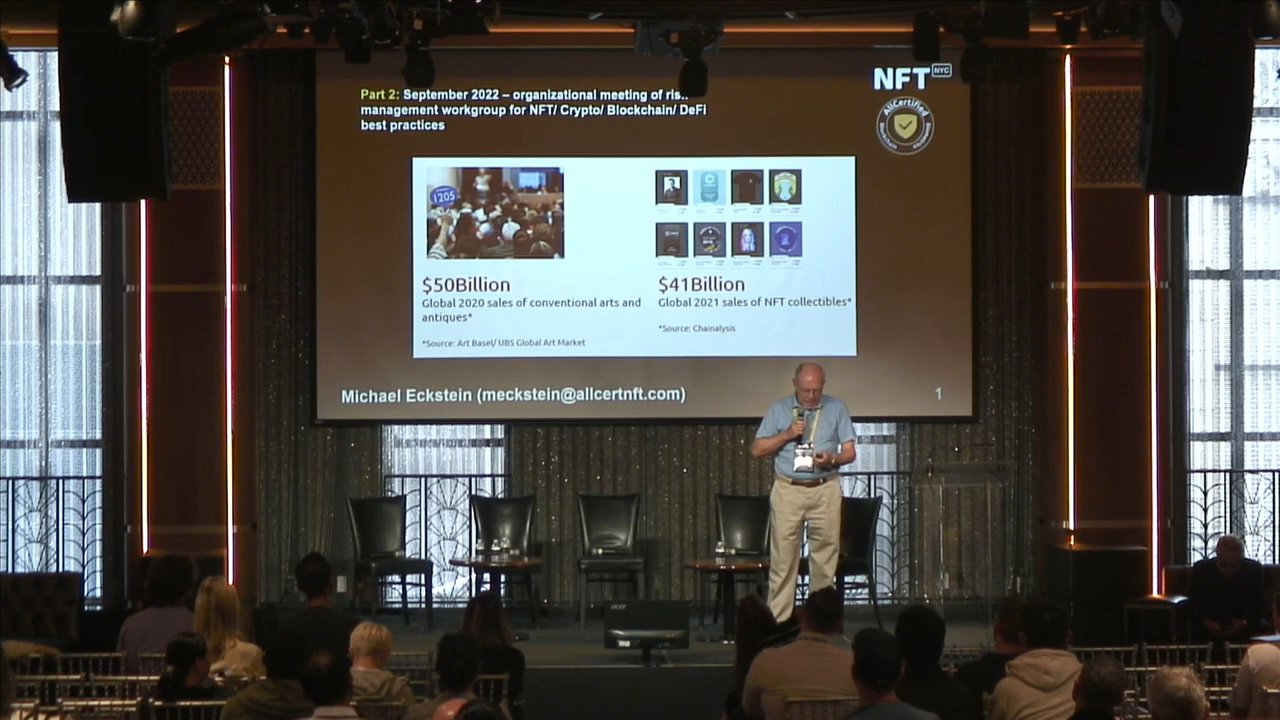 NFT NYC
AllCertified
Part 2: September 2022 – organizational meeting of
management workgroup for NFT/ Crypto/ Blockchain/ DeFi
best practices
1205
$50Billion
Global 2020 sales of conventional arts and
antiques*
*Source: Art Basel/ UBS Global Art Market
$41Billion
Global 2021 sales of NFT collectibles*
*Source: Chainalysis
Michael Eckstein (meckstein@allcertnft.com)
1